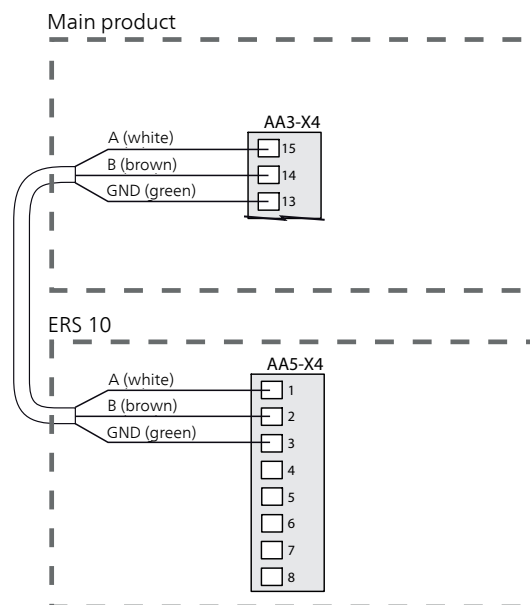 Main product
AA3-X4
A (white)
15
B (brown)
14
GND (green)
13
ERS 10
AA5-X4
A (white)
1
B (brown)
2
GND (green)
3
4
5
6
7
8